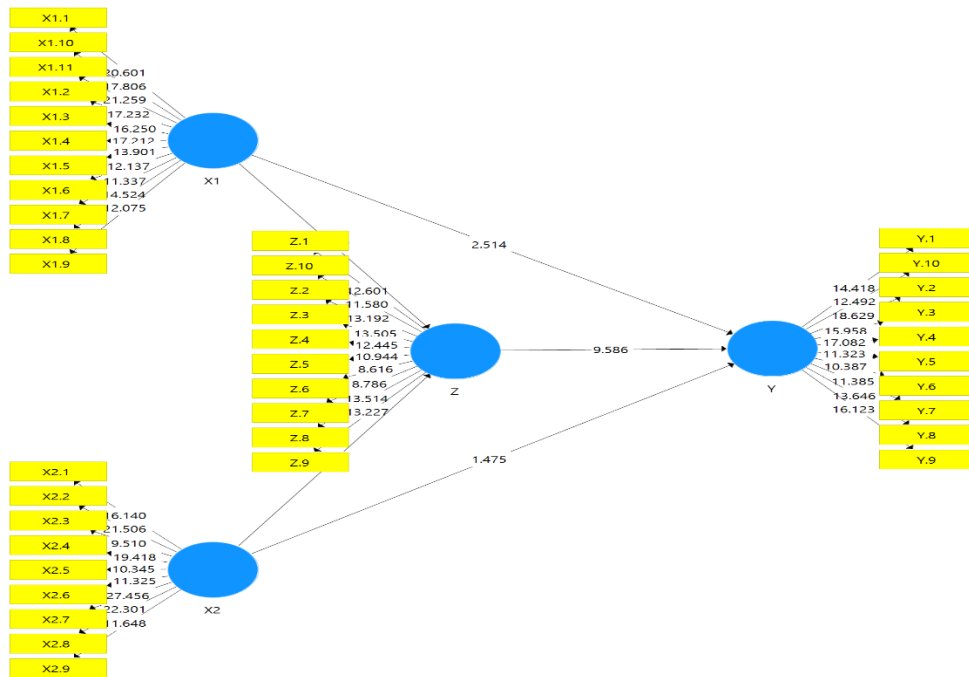 X1.1
X1.10
X1.11
X1.2
X1.3
X1.4
X1.5
X1.6
X1.7
X1.8
X1.9
20.601
17.806
21.259
17.232
16.250
17.212
13.901
12.137
11.337
14.524
12.075
X1
Z.1
Z.10
Z.2
Z.3
Z.4
Z.5
Z.6
Z.7
Z.8
Z.9
12.601
11.580
13.192
13.505
12.445
10.944
8.616
8.786
13.514
13.227
Z
2.514
9.586
1.475
Y.1
Y.10
Y.2
Y.3
Y.4
Y.5
Y.6
Y.7
Y.8
Y.9
14.418
12.492
18.629
15.958
17.082
11.323
10.387
11.385
13.646
16.123
Y
X2.1
X2.2
X2.3
X2.4
X2.5
X2.6
X2.7
X2.8
X2.9
16.140
21.506
9.510
19.418
10.345
11.325
27.456
22.301
11.648
X2